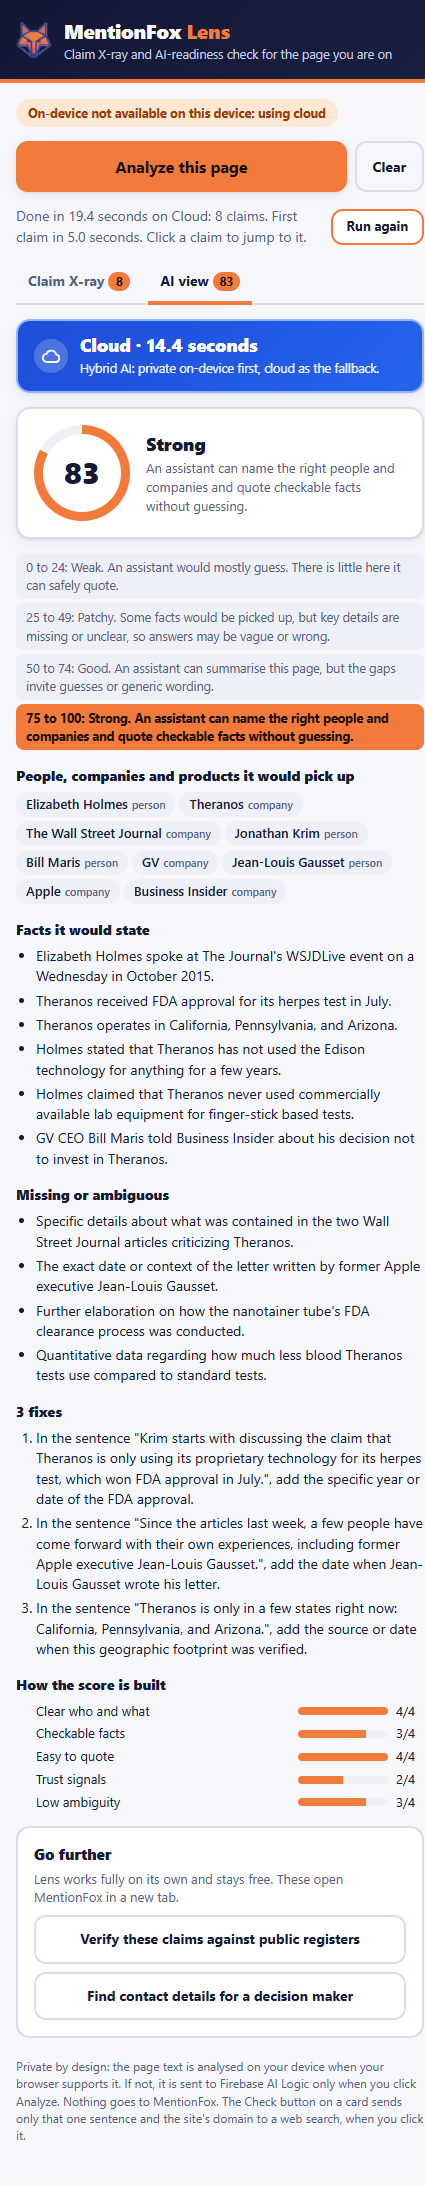 MentionFox Lens
Claim X-ray and AI-readiness check for the page you are on
On-device not available on this device: using cloud
Analyze this page
Clear
Done in 19.4 seconds on Cloud: 8 claims. First
claim in 5.0 seconds. Click a claim to jump to it.
Run again
Claim X-ray 8
AI view 83
Cloud · 14.4 seconds
Hybrid AI: private on-device first, cloud as the fallback.
83
Strong
An assistant can name the right people and
companies and quote checkable facts
without guessing.
0 to 24: Weak. An assistant would mostly guess. There is little here it
can safely quote.
25 to 49: Patchy. Some facts would be picked up, but key details are
missing or unclear, so answers may be vague or wrong.
50 to 74: Good. An assistant can summarise this page, but the gaps
invite guesses or generic wording.
75 to 100: Strong. An assistant can name the right people and
companies and quote checkable facts without guessing.
People, companies and products it would pick up
Elizabeth Holmes person
Theranos company
The Wall Street Journal company
Jonathan Krim person
Bill Maris person
GV company
Jean-Louis Gausset person
Apple company
Business Insider company
Facts it would state
• Elizabeth Holmes spoke at The Journal's WSJDLive event on a
Wednesday in October 2015.
• Theranos received FDA approval for its herpes test in July.
• Theranos operates in California, Pennsylvania, and Arizona.
• Holmes stated that Theranos has not used the Edison
technology for anything for a few years.
• Holmes claimed that Theranos never used commercially
available lab equipment for finger-stick based tests.
• GV CEO Bill Maris told Business Insider about his decision not
to invest in Theranos.
Missing or ambiguous
• Specific details about what was contained in the two Wall
Street Journal articles criticizing Theranos.
• The exact date or context of the letter written by former Apple
executive Jean-Louis Gausset.
• Further elaboration on how the nanotainer tube's FDA
clearance process was conducted.
• Quantitative data regarding how much less blood Theranos
tests use compared to standard tests.
3 fixes
1. In the sentence "Krim starts with discussing the claim that
Theranos is only using its proprietary technology for its herpes
test, which won FDA approval in July.", add the specific year or
date of the FDA approval.
2. In the sentence "Since the articles last week, a few people have
come forward with their own experiences, including former
Apple executive Jean-Louis Gausset.", add the date when Jean-
Louis Gausset wrote his letter.
3. In the sentence "Theranos is only in a few states right now:
California, Pennsylvania, and Arizona.", add the source or date
when this geographic footprint was verified.
How the score is built
Clear who and what 4/4
Checkable facts 3/4
Easy to quote 4/4
Trust signals 2/4
Low ambiguity 3/4
Go further
Lens works fully on its own and stays free. These open
MentionFox in a new tab.
Verify these claims against public registers
Find contact details for a decision maker
Private by design: the page text is analysed on your device when your
browser supports it. If not, it is sent to Firebase AI Logic only when you click
Analyze. Nothing goes to MentionFox. The Check button on a card sends
only that one sentence and the site's domain to a web search, when you click
it.